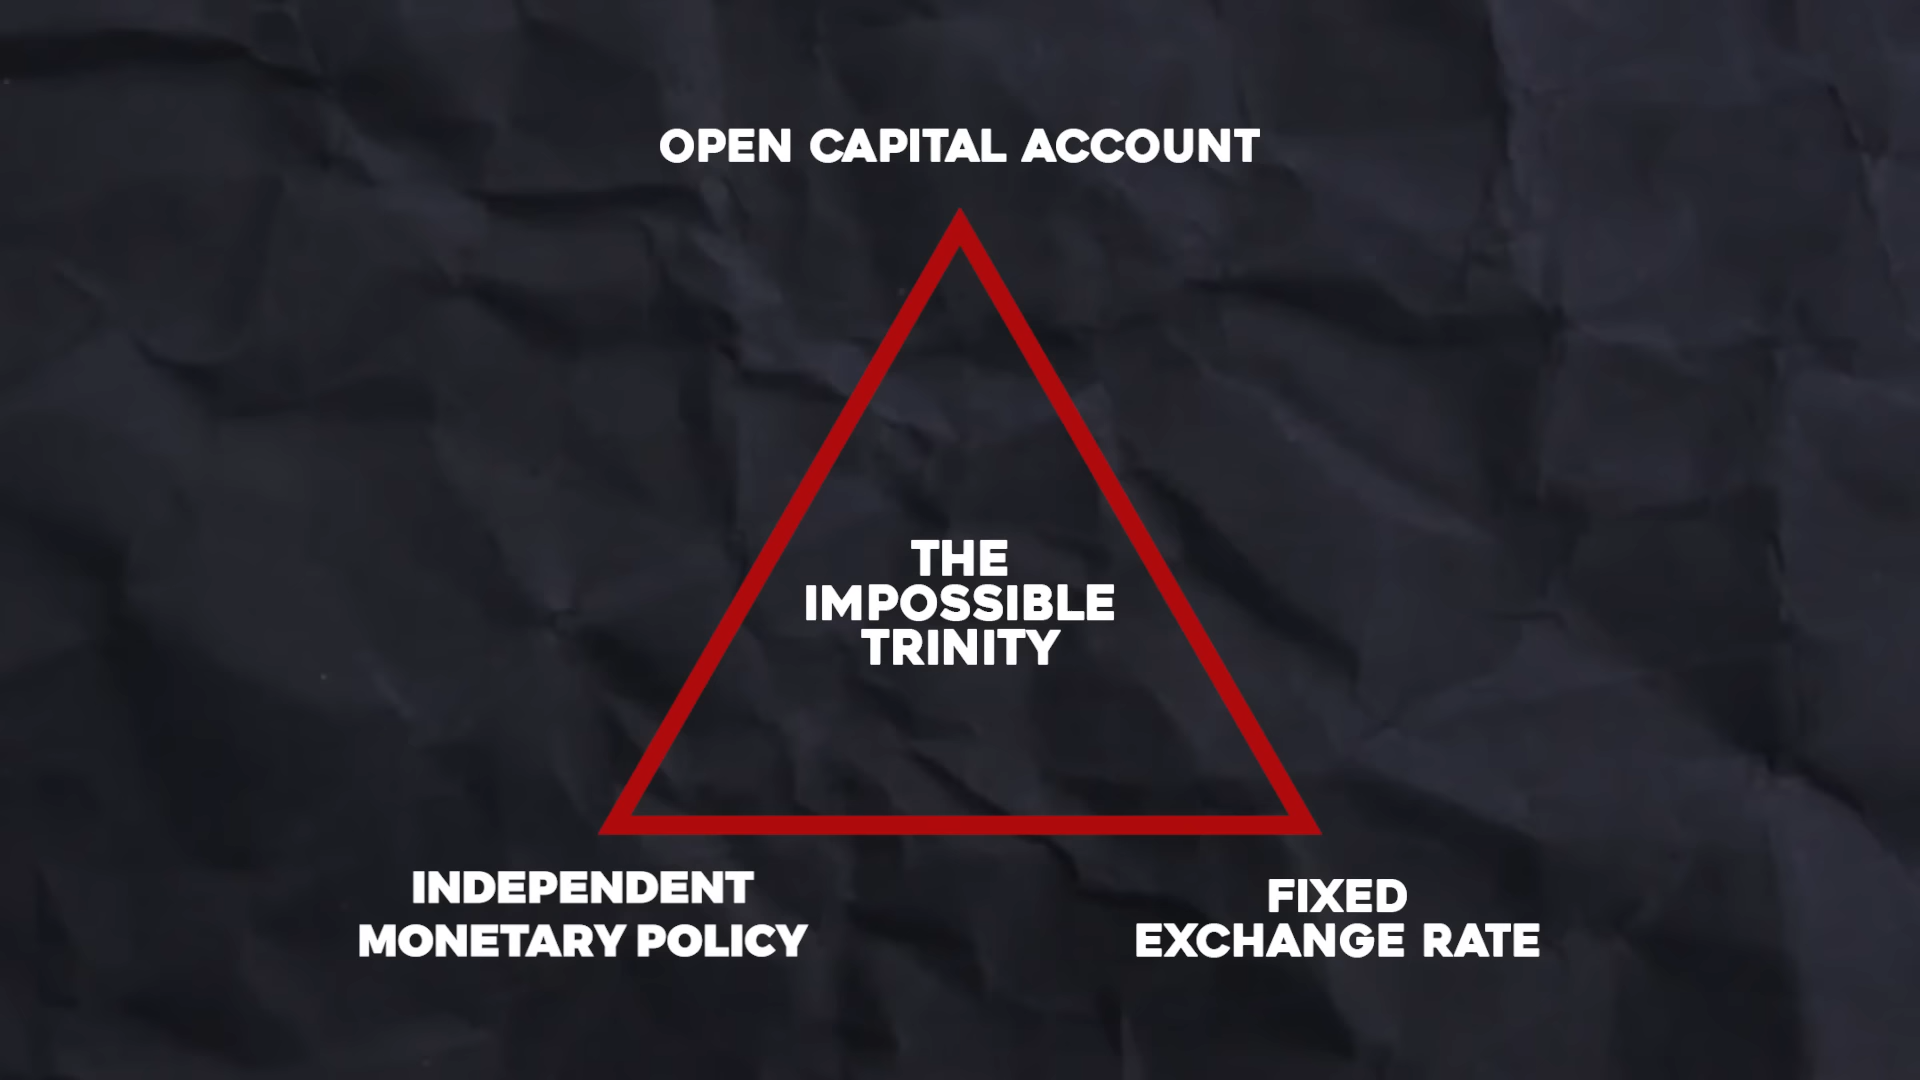 OPEN CAPITAL ACCOUNT
THE
IMPOSSIBLE
TRINITY
INDEPENDENT
MONETARY POLICY
FIXED
EXCHANGE RATE